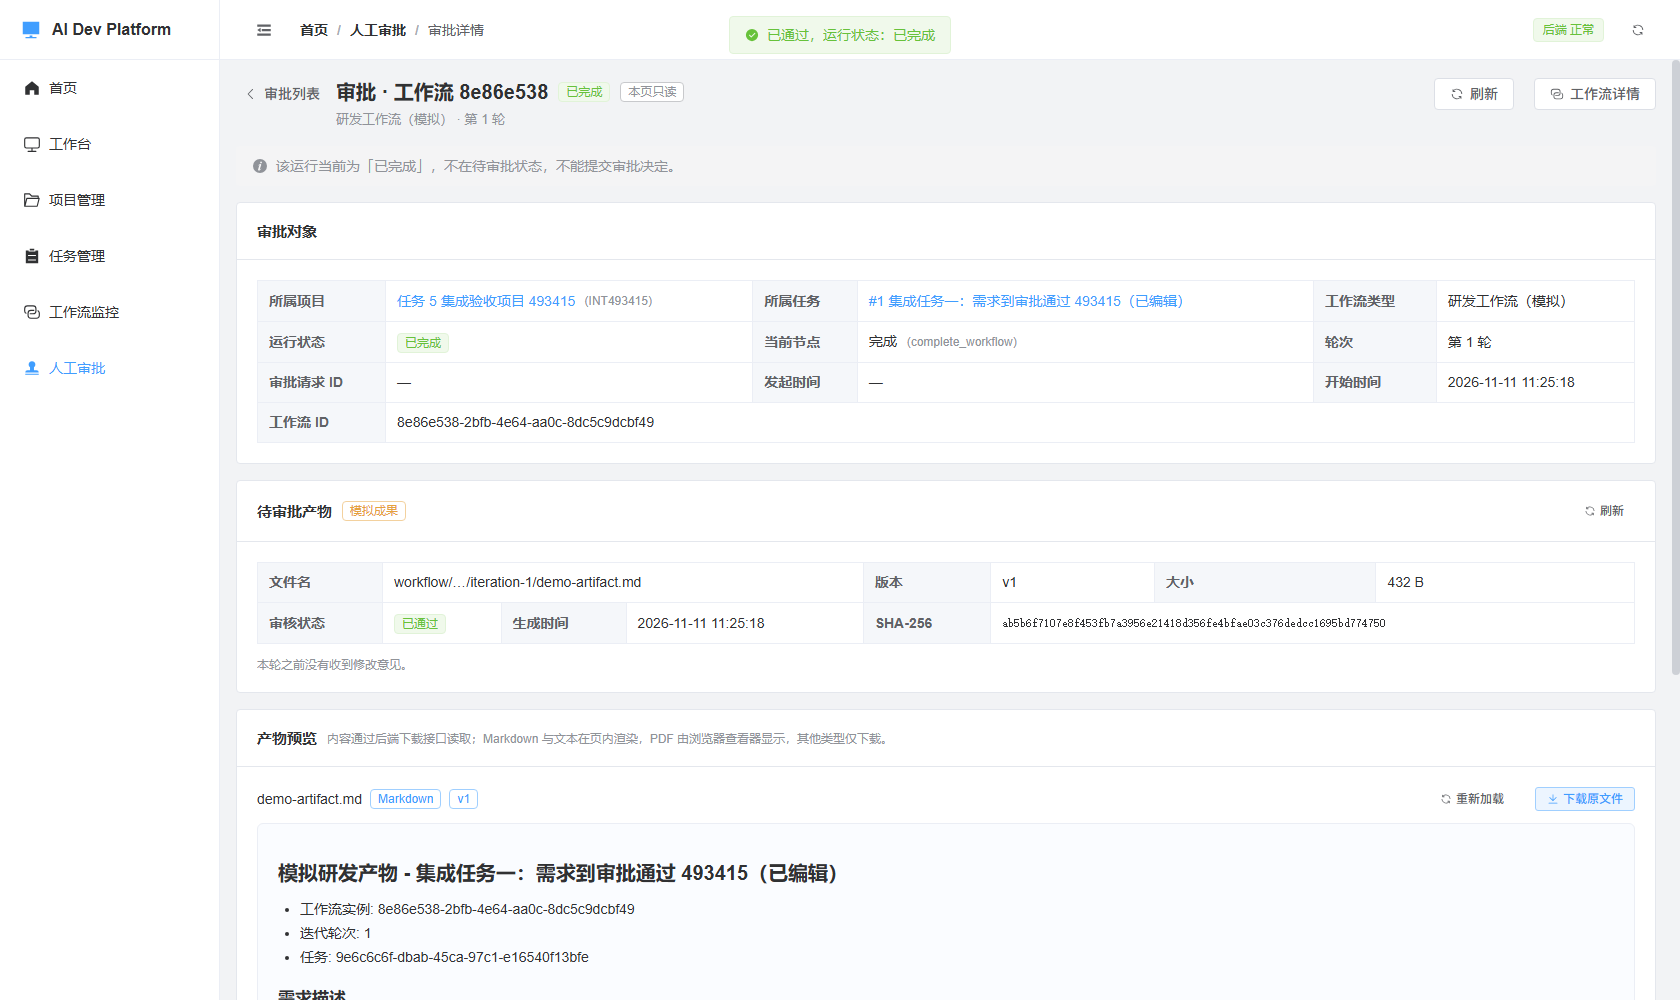 AI Dev Platform
首页 / 人工审批 / 审批详情
已通过，运行状态：已完成
后端 正常
首页
工作台
项目管理
任务管理
工作流监控
人工审批
审批列表
审批 · 工作流 8e86e538 已完成 本页只读
研发工作流（模拟） · 第 1 轮
刷新
工作流详情
该运行当前为「已完成」，不在待审批状态，不能提交审批决定。
审批对象
所属项目 任务 5 集成验收项目 493415 (INT493415) 所属任务 #1 集成任务一：需求到审批通过 493415（已编辑） 工作流类型 研发工作流（模拟）
运行状态 已完成 当前节点 完成 (complete_workflow) 轮次 第 1 轮
审批请求 ID — 发起时间 — 开始时间 2026-11-11 11:25:18
工作流 ID 8e86e538-2bfb-4e64-aa0c-8dc5c9dcbf49
待审批产物 模拟成果 刷新
文件名 workflow/…/iteration-1/demo-artifact.md 版本 v1 大小 432 B
审核状态 已通过 生成时间 2026-11-11 11:25:18 SHA-256 ab5b6f7107e8f453fb7a3956e21418d356fe4bfae03c376dedcc1695bd774750
本轮之前没有收到修改意见。
产物预览 内容通过后端下载接口读取；Markdown 与文本在页内渲染，PDF 由浏览器查看器显示，其他类型仅下载。
demo-artifact.md Markdown v1 重新加载 下载原文件
模拟研发产物 - 集成任务一：需求到审批通过 493415（已编辑）
• 工作流实例: 8e86e538-2bfb-4e64-aa0c-8dc5c9dcbf49
• 迭代轮次: 1
• 任务: 9e6c6c6f-dbab-45ca-97c1-e16540f13bfe
需求描述